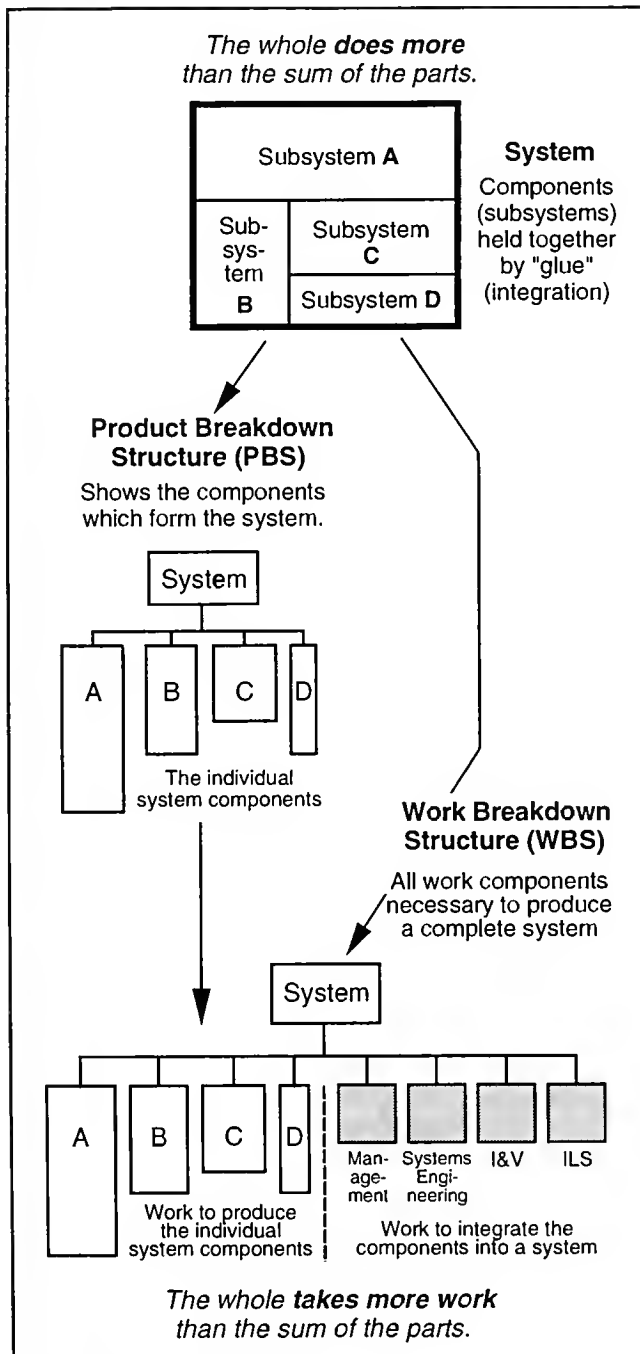 The whole does more
than the sum of the parts.
Subsystem A
Sub-
sys-
tem
B
Subsystem
C
Subsystem D
System
Components
(subsystems)
held together
by "glue"
(integration)
Product Breakdown
Structure (PBS)
Shows the components
which form the system.
System
A
B
C
D
The individual
system components
Work Breakdown
Structure (WBS)
All work components
necessary to produce
a complete system
System
A
B
C
D
Man-
age-
ment
Systems
Engi-
neering
I&V
ILS
Work to produce
the individual
system components
Work to integrate the
components into a system
The whole takes more work
than the sum of the parts.